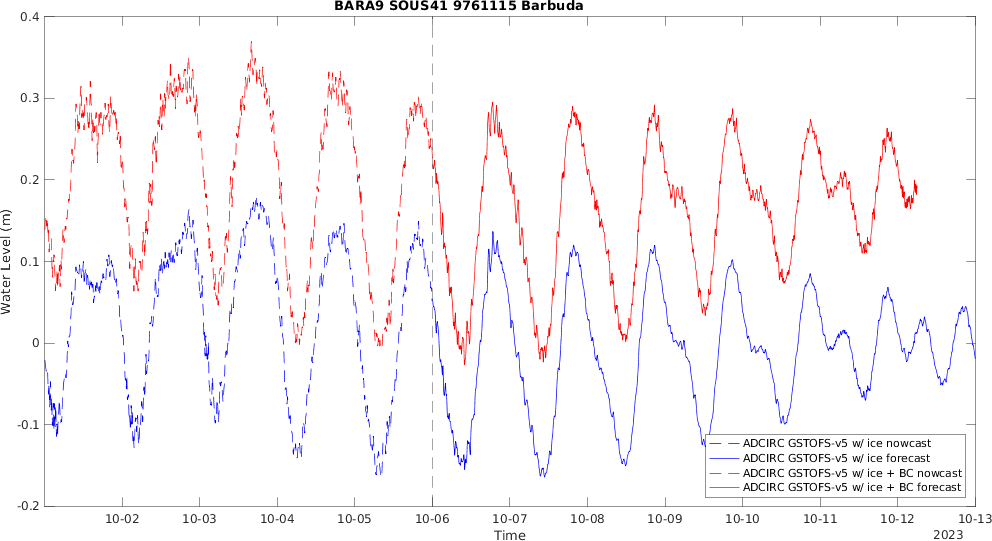 BARA9 SOUS41 9761115 Barbuda
0.4
0.3
0.2
0.1
0
-0.1
-0.2
Water Level (m)
ADCIRC GSTOFS-v5 w/ ice nowcast
ADCIRC GSTOFS-v5 w/ ice forecast
ADCIRC GSTOFS-v5 w/ ice + BC nowcast
ADCIRC GSTOFS-v5 w/ ice + BC forecast
10-02 10-03 10-04 10-05 10-06 10-07 10-08 10-09 10-10 10-11 10-12 10-13
Time
2023